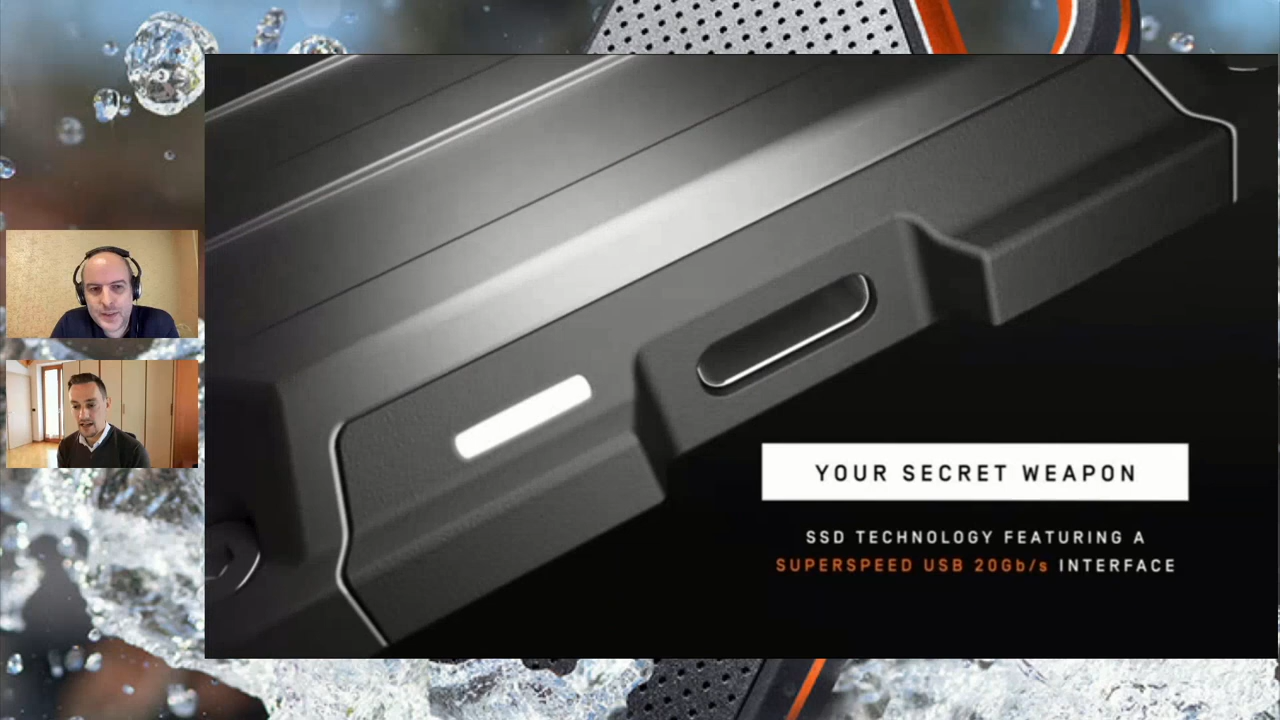 YOUR SECRET WEAPON
SSD TECHNOLOGY FEATURING A
SUPERSPEED USB 20Gb/s INTERFACE